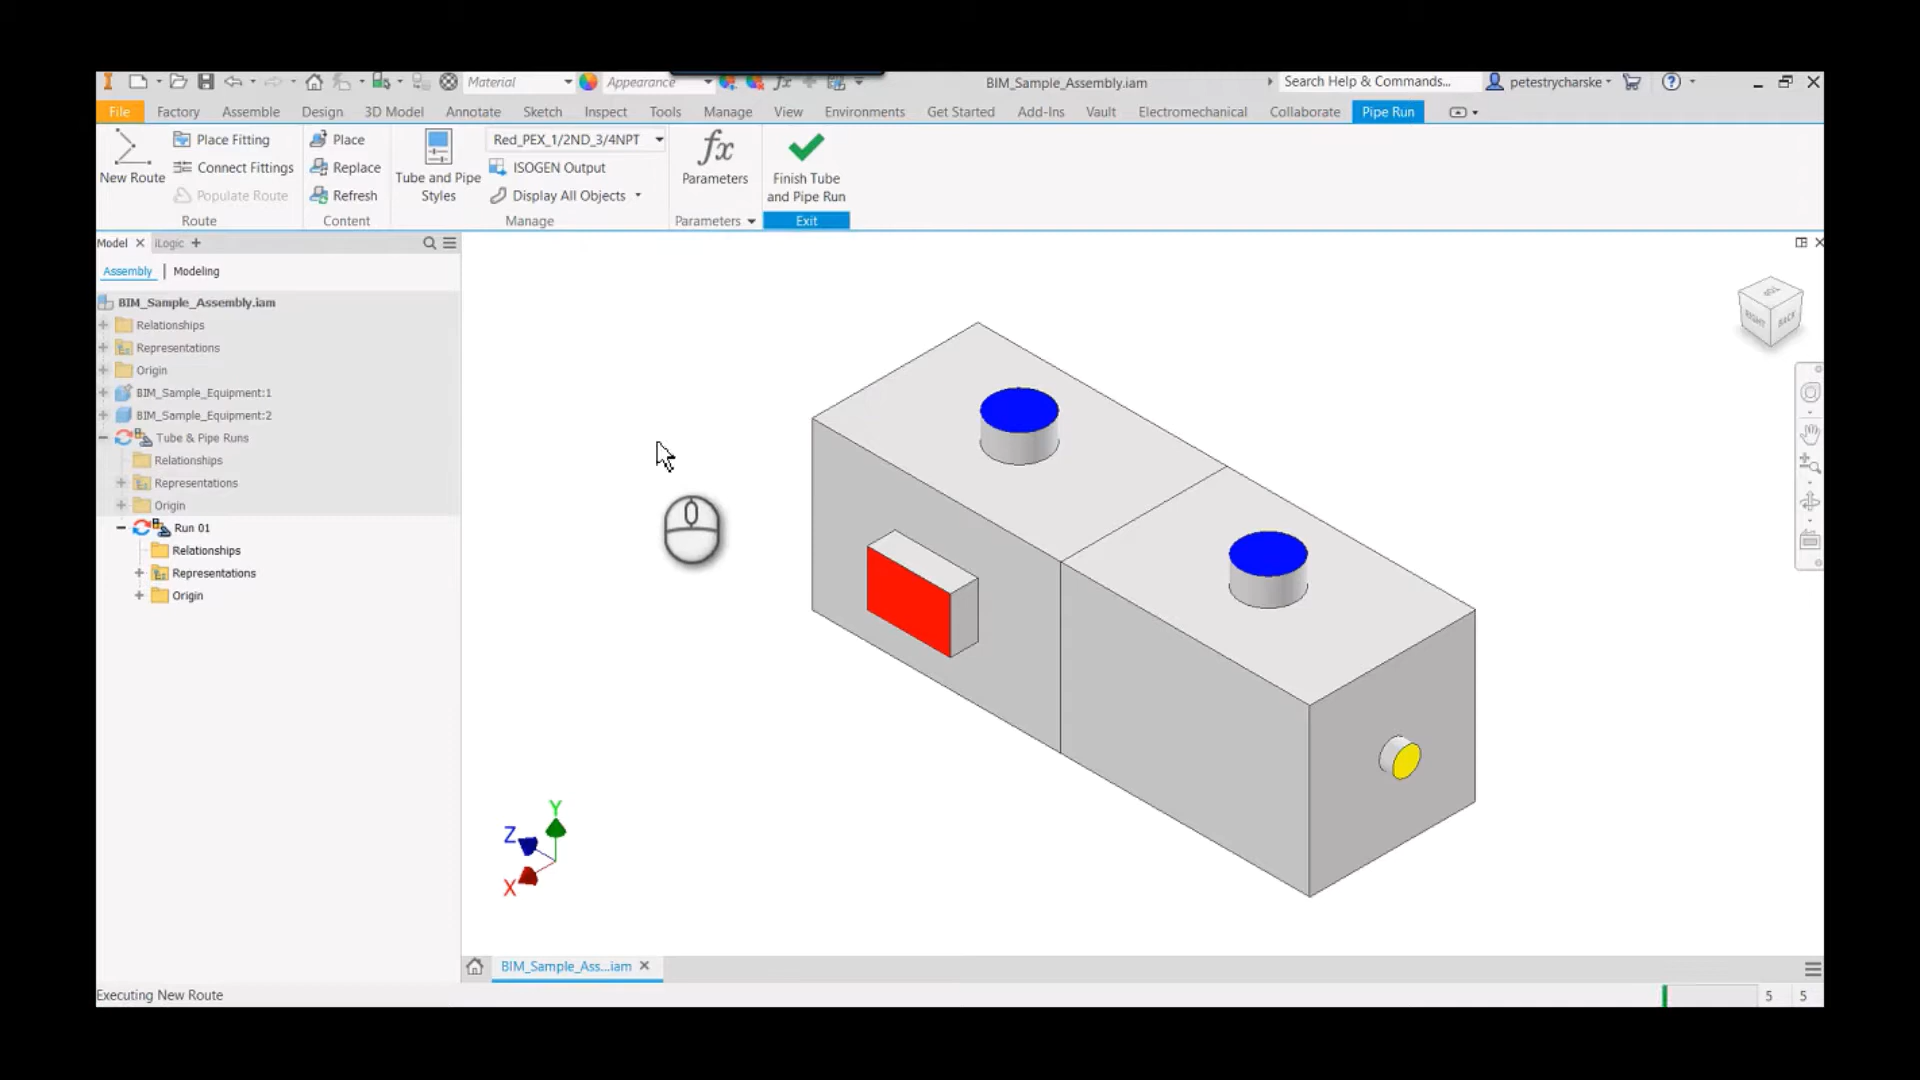 Material
Appearance
BIM_Sample_Assembly.iam
Search Help & Commands...
petestrycharske
File
Factory
Assemble
Design
3D Model
Annotate
Sketch
Inspect
Tools
Manage
View
Environments
Get Started
Add-Ins
Vault
Electromechanical
Collaborate
Pipe Run
New Route
Place Fitting
Connect Fittings
Populate Route
Route
Place
Replace
Refresh
Content
Tube and Pipe
Styles
Red_PEX_1/2ND_3/4NPT
ISOGEN Output
Display All Objects
Manage
fx
Parameters
Parameters
Finish Tube
and Pipe Run
Exit
Model
iLogic
Assembly | Modeling
BIM_Sample_Assembly.iam
Relationships
Representations
Origin
BIM_Sample_Equipment:1
BIM_Sample_Equipment:2
Tube & Pipe Runs
Relationships
Representations
Origin
Run 01
Relationships
Representations
Origin
TOP
RIGHT
BACK
Y
Z
X
BIM_Sample_Ass...iam
Executing New Route
5
5